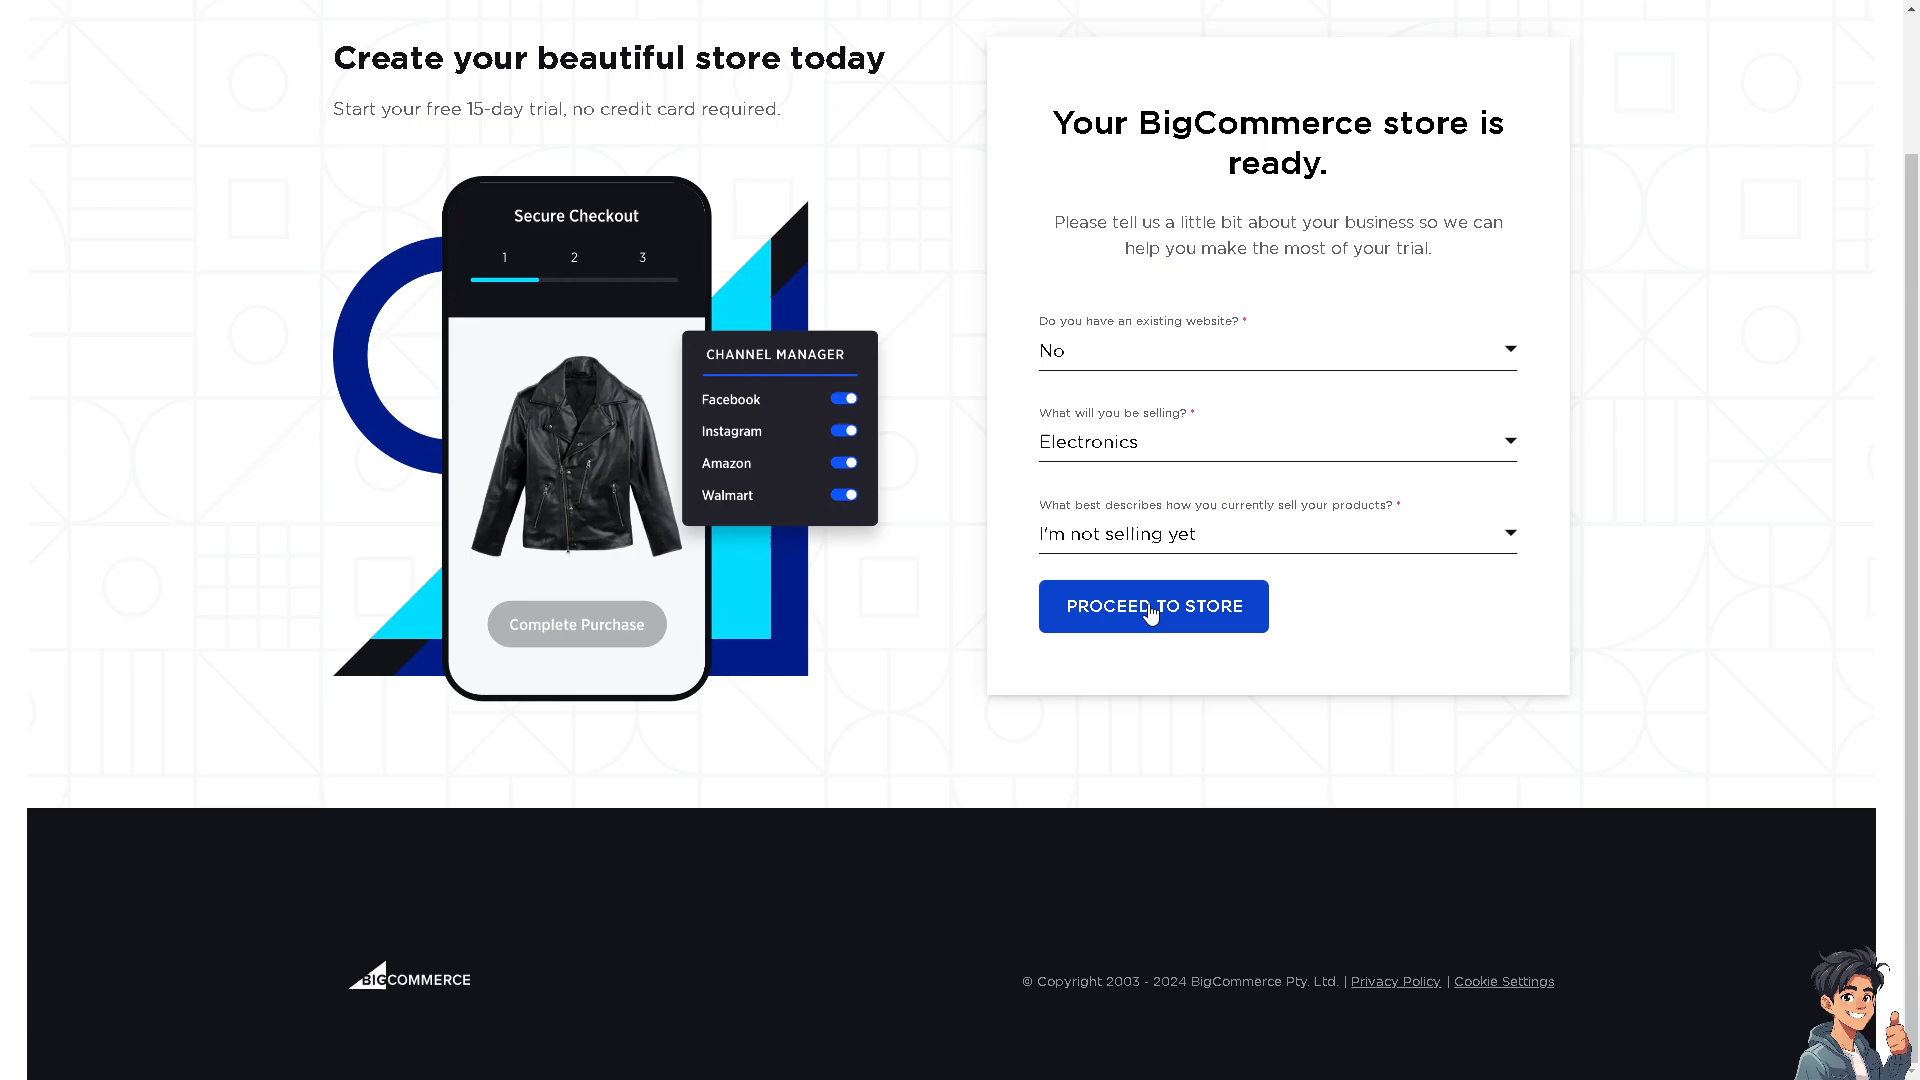 Create your beautiful store today
Start your free 15-day trial, no credit card required.
Secure Checkout
1 2 3
CHANNEL MANAGER
Facebook
Instagram
Amazon
Walmart
Complete Purchase
Your BigCommerce store is
ready.
Please tell us a little bit about your business so we can
help you make the most of your trial.
Do you have an existing website? *
No
What will you be selling? *
Electronics
What best describes how you currently sell your products? *
I'm not selling yet
PROCEED TO STORE
BIGCOMMERCE
© Copyright 2003 - 2024 BigCommerce Pty. Ltd. | Privacy Policy | Cookie Settings